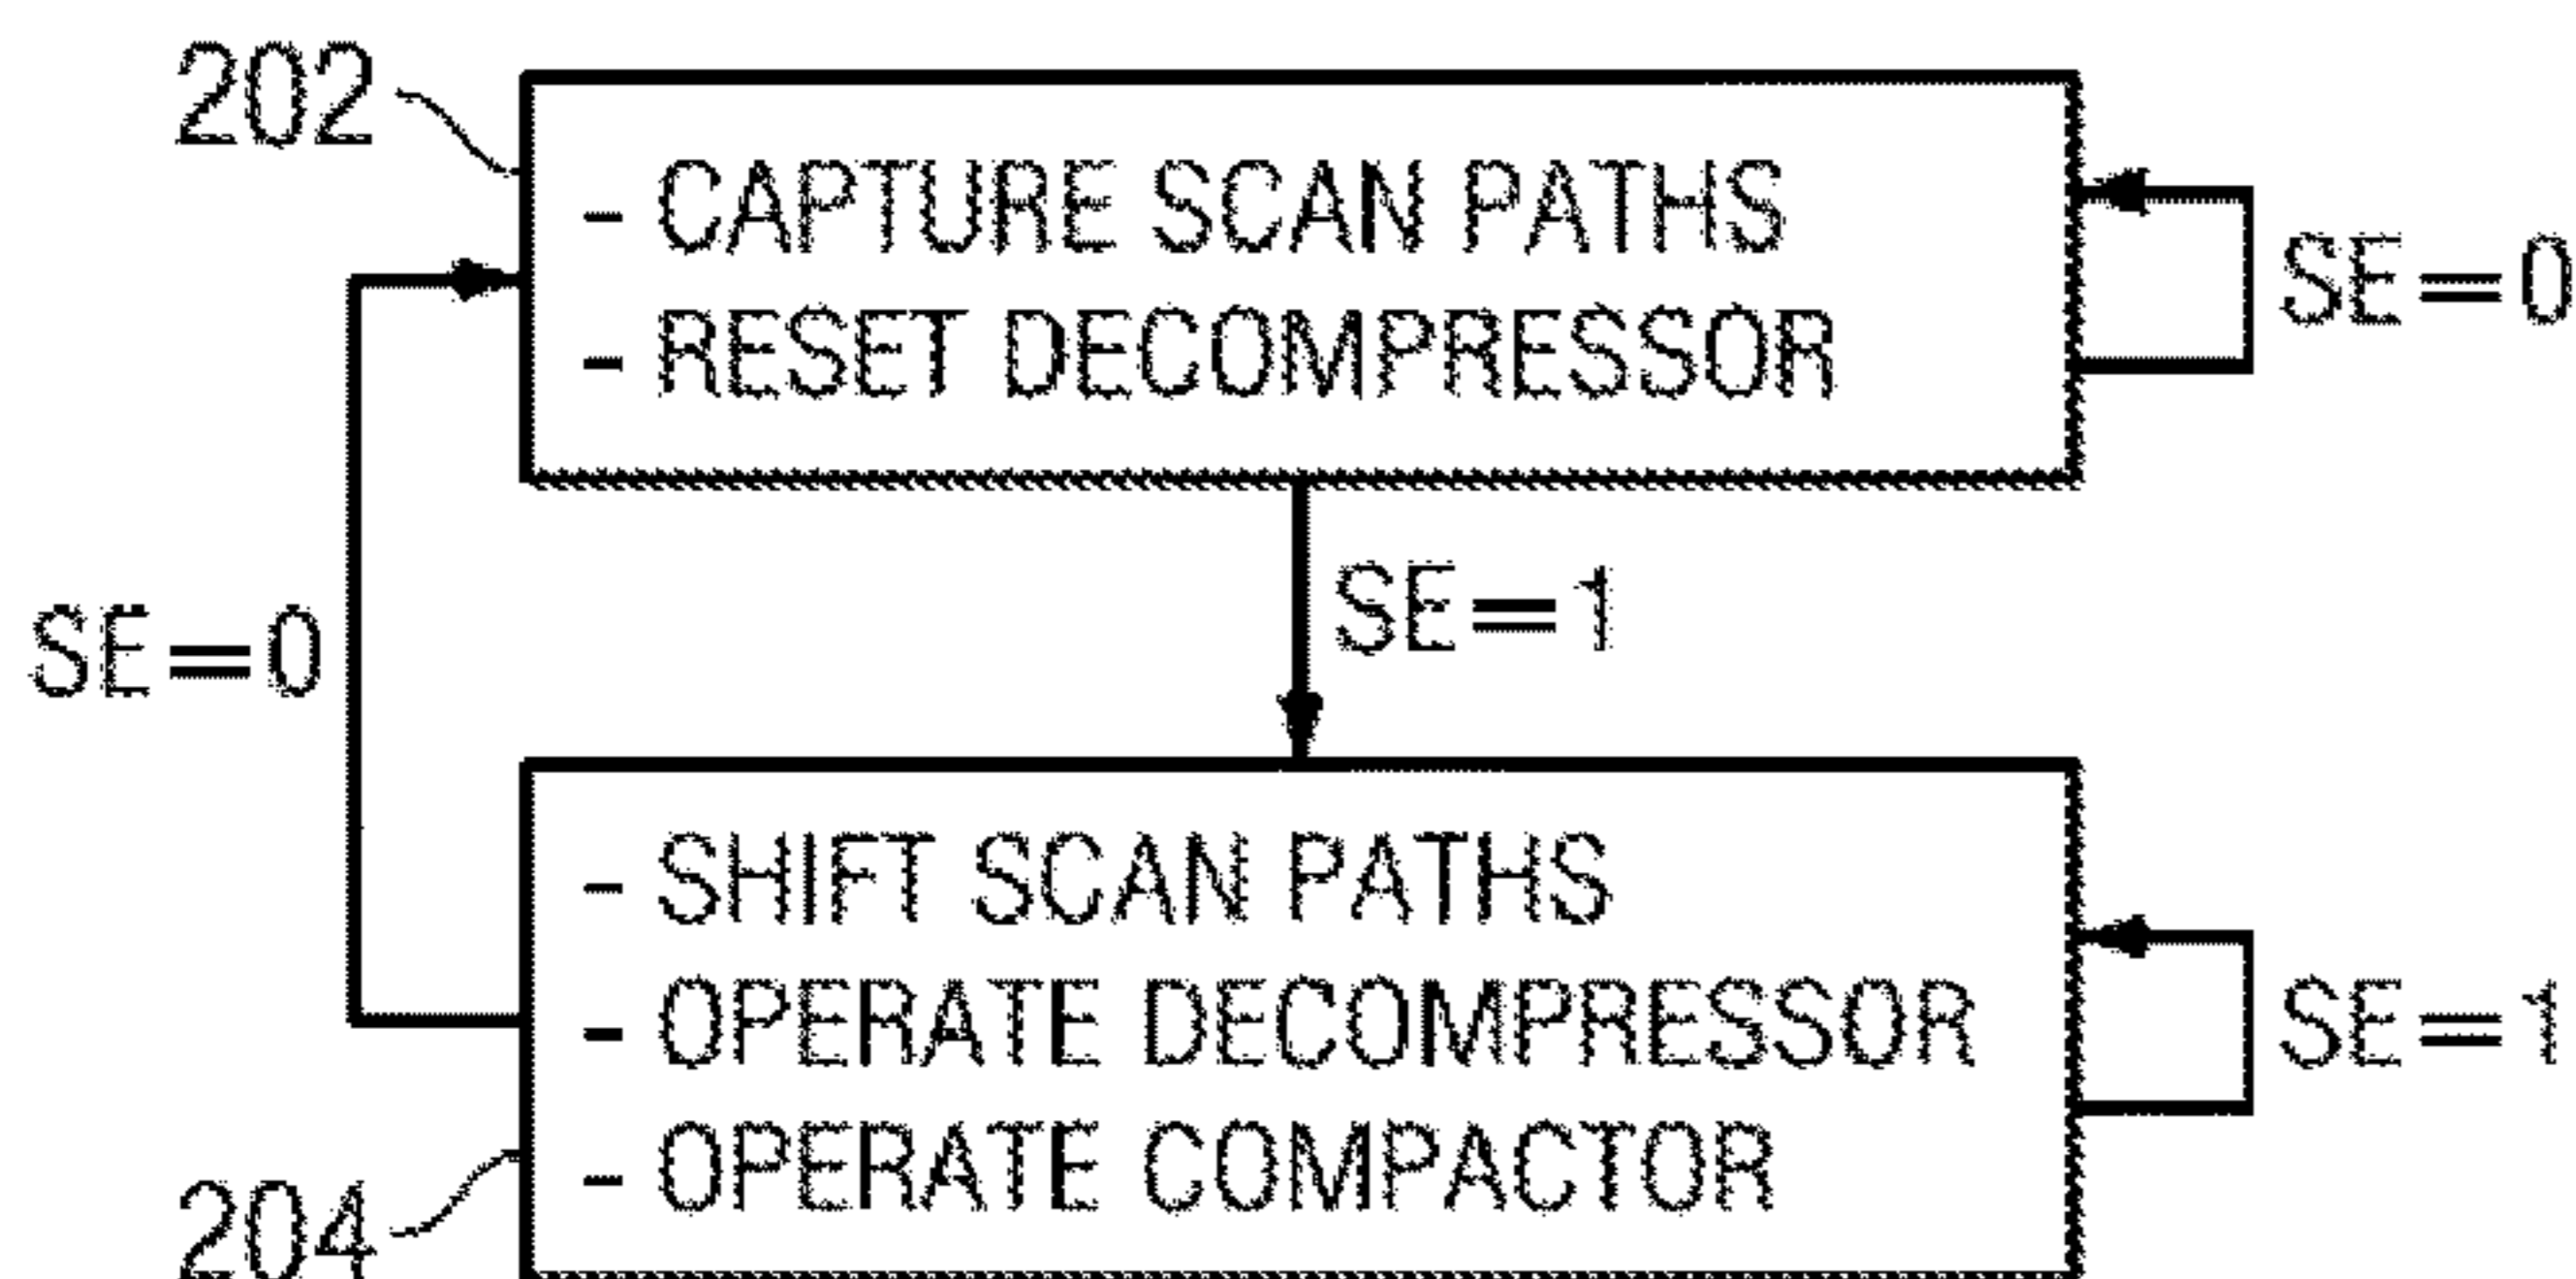 202
- CAPTURE SCAN PATHS
- RESET DECOMPRESSOR
SE=0
SE=0
SE=1
- SHIFT SCAN PATHS
- OPERATE DECOMPRESSOR
- OPERATE COMPACTOR
SE=1
204